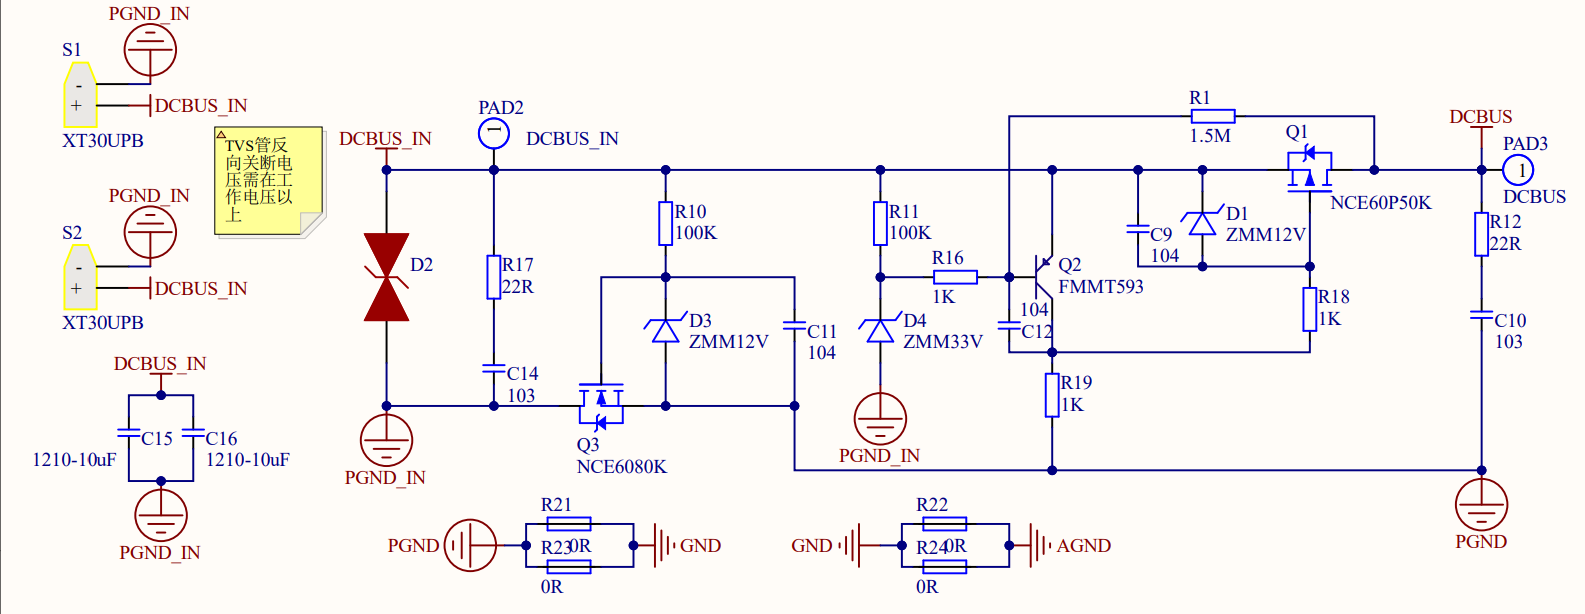 PGND_IN
S1
-
+
DCBUS_IN
XT30UPB
PGND_IN
S2
-
+
DCBUS_IN
XT30UPB
TVS管反
向关断电
压需在工
作电压以
上
DCBUS_IN
C15
C16
1210-10uF
1210-10uF
PGND_IN
DCBUS_IN
D2
PGND_IN
PAD2
1
DCBUS_IN
R17
22R
C14
103
R10
100K
D3
ZMM12V
C11
104
Q3
NCE6080K
R11
100K
R16
1K
D4
ZMM33V
PGND_IN
R1
1.5M
Q2
FMMT593
104
C12
R19
1K
C9
104
D1
ZMM12V
Q1
NCE60P50K
R18
1K
DCBUS
PAD3
1
DCBUS
R12
22R
C10
103
PGND
PGND
R21
0R
R23
0R
GND
GND
R22
0R
R24
0R
AGND